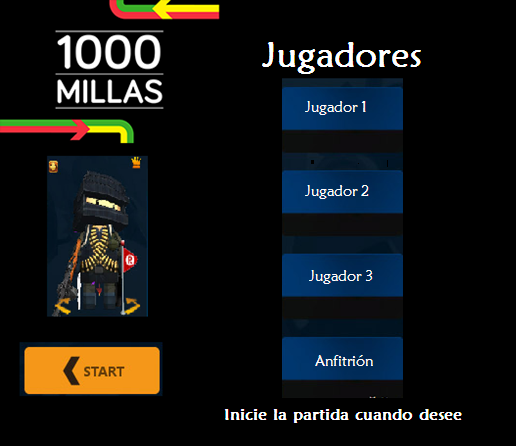 1000
MILLAS
START
Jugadores
Jugador 1
Jugador 2
Jugador 3
Anfitrión
Inicie la partida cuando desee